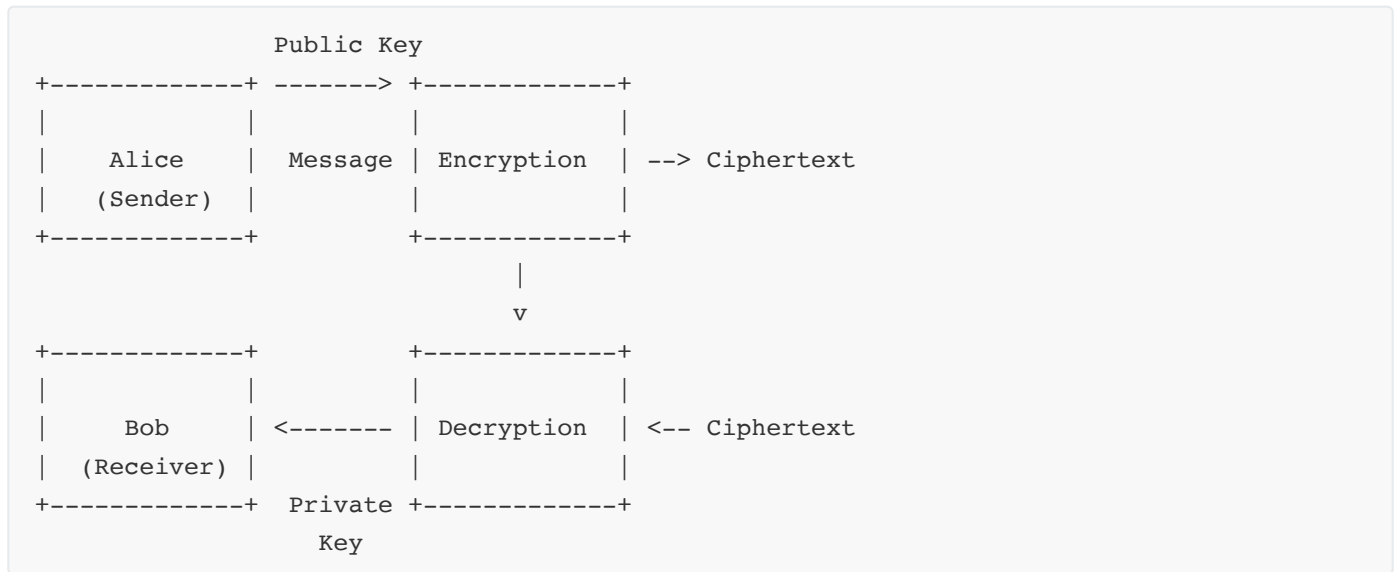 Public Key
+-------------+ -------> +-------------+
|             |          |             |
|    Alice    |  Message | Encryption  | --> Ciphertext
|   (Sender)  |          |             |
+-------------+          +-------------+
                                |
                                v
+-------------+          +-------------+
|             |          |             |
|     Bob     | <------- | Decryption  | <-- Ciphertext
|  (Receiver) |          |             |
+-------------+  Private +-------------+
                   Key